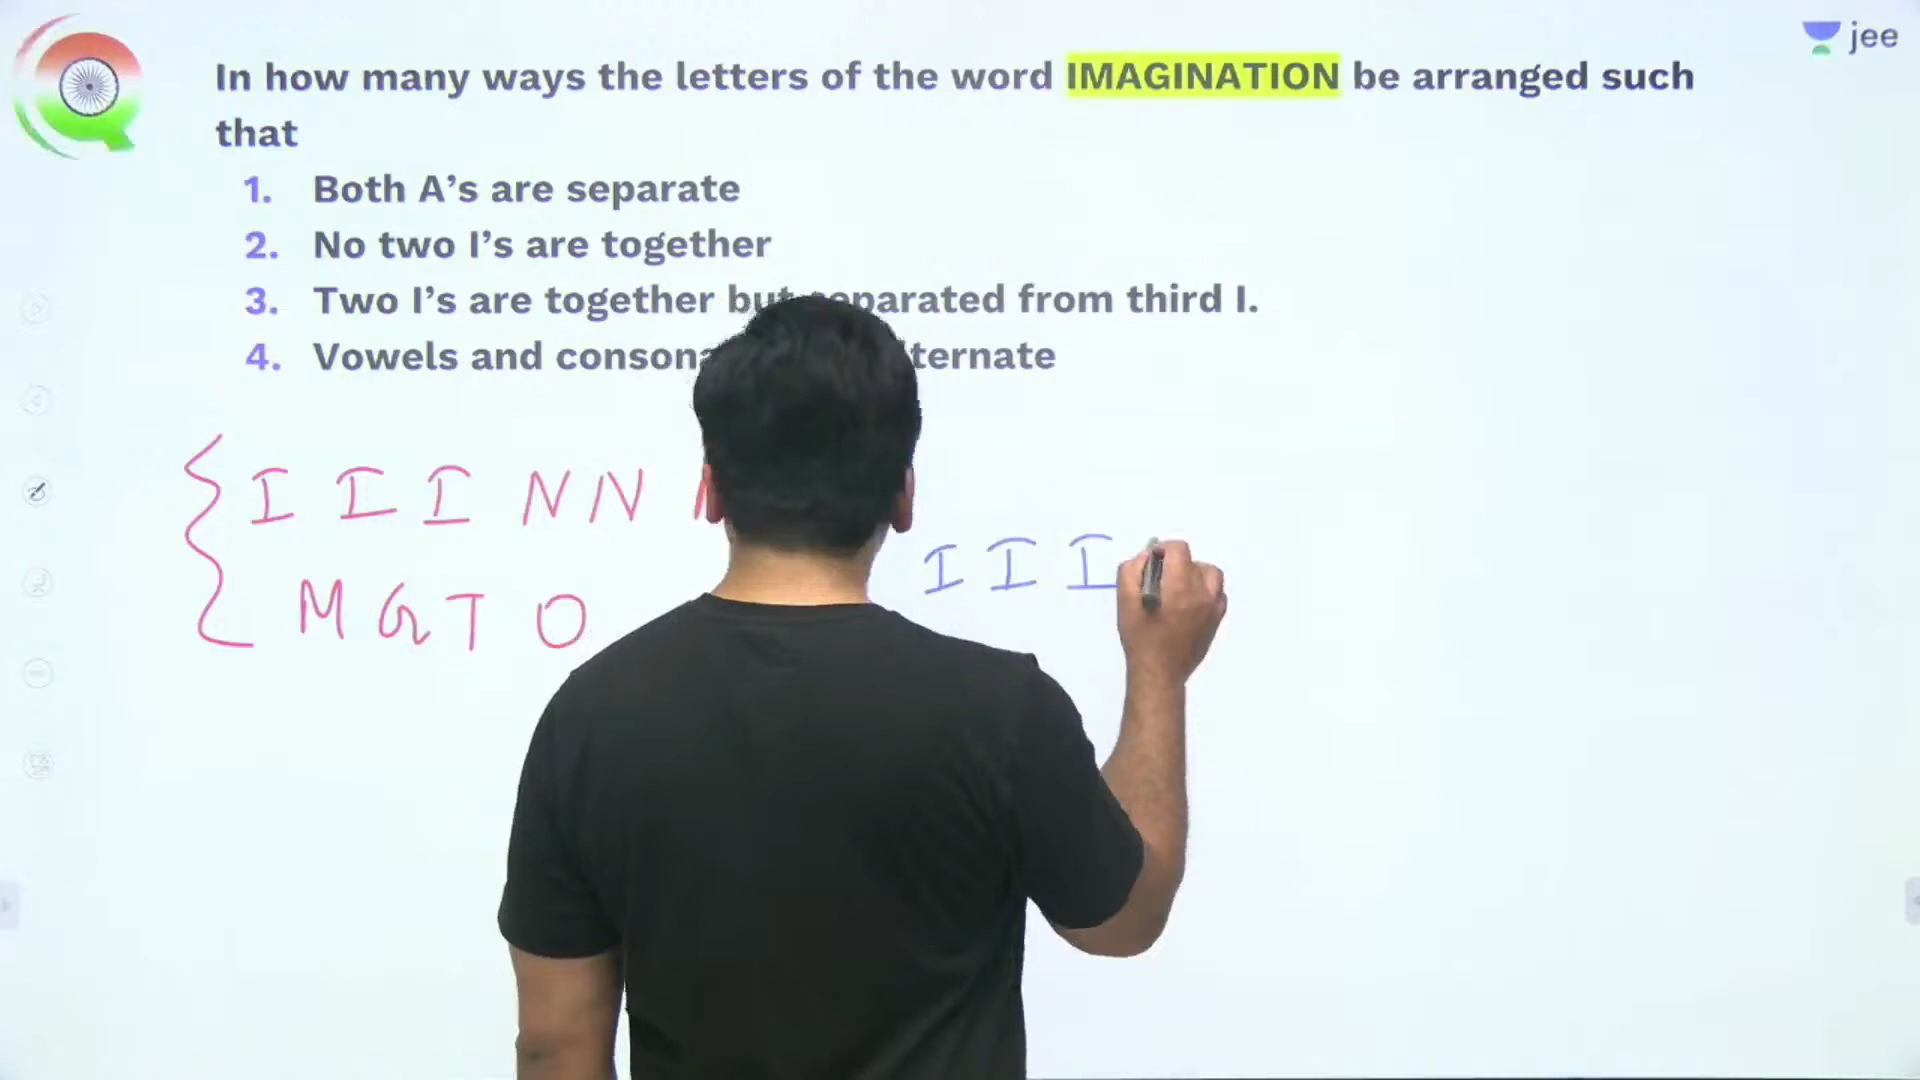 jee
In how many ways the letters of the word IMAGINATION be arranged such
that
1. Both A's are separate
2. No two I's are together
3. Two I's are together but separated from third I.
4. Vowels and ternate
I I I N N
I I I
M G T O